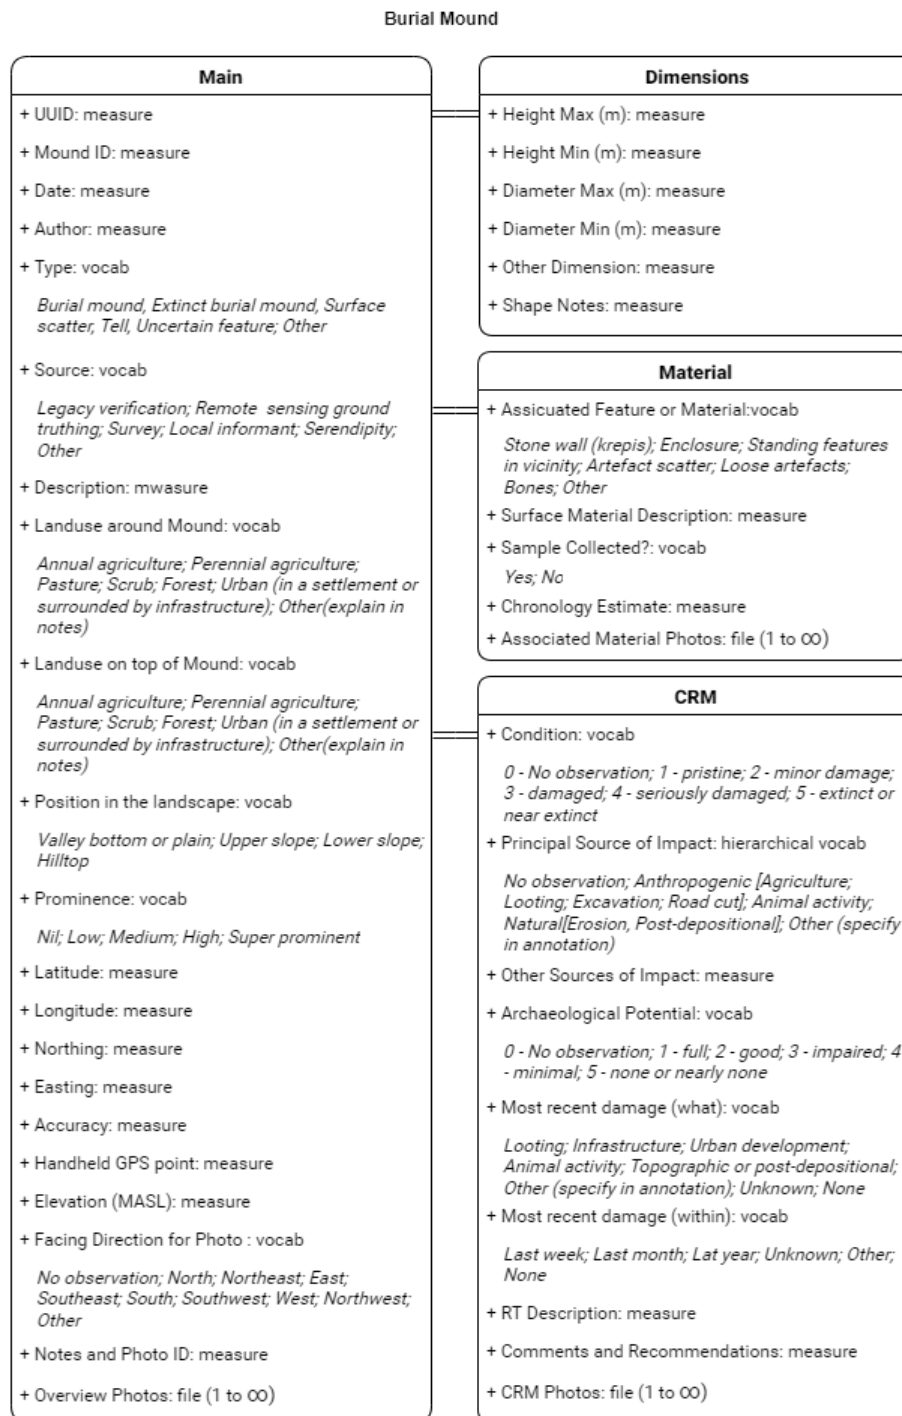 Burial Mound
Main
+ UUID: measure
+ Mound ID: measure
+ Date: measure
+ Author: measure
+ Type: vocab
Burial mound, Extinct burial mound, Surface
scatter, Tell, Uncertain feature; Other
+ Source: vocab
Legacy verification; Remote sensing ground
truthing; Survey; Local informant; Serendipity;
Other
+ Description: mwasure
+ Landuse around Mound: vocab
Annual agriculture; Perennial agriculture;
Pasture; Scrub; Forest; Urban (in a settlement or
surrounded by infrastructure); Other(explain in
notes)
+ Landuse on top of Mound: vocab
Annual agriculture; Perennial agriculture;
Pasture; Scrub; Forest; Urban (in a settlement or
surrounded by infrastructure); Other(explain in
notes)
+ Position in the landscape: vocab
Valley bottom or plain; Upper slope; Lower slope;
Hilltop
+ Prominence: vocab
Nil; Low; Medium; High; Super prominent
+ Latitude: measure
+ Longitude: measure
+ Northing: measure
+ Easting: measure
+ Accuracy: measure
+ Handheld GPS point: measure
+ Elevation (MASL): measure
+ Facing Direction for Photo : vocab
No observation; North; Northeast; East;
Southeast; South; Southwest; West; Northwest;
Other
+ Notes and Photo ID: measure
+ Overview Photos: file (1 to ∞)
Dimensions
+ Height Max (m): measure
+ Height Min (m): measure
+ Diameter Max (m): measure
+ Diameter Min (m): measure
+ Other Dimension: measure
+ Shape Notes: measure
Material
+ Assicuated Feature or Material:vocab
Stone wall (krepis); Enclosure; Standing features
in vicinity; Artefact scatter; Loose artefacts;
Bones; Other
+ Surface Material Description: measure
+ Sample Collected?: vocab
Yes; No
+ Chronology Estimate: measure
+ Associated Material Photos: file (1 to ∞)
CRM
+ Condition: vocab
0 - No observation; 1 - pristine; 2 - minor damage;
3 - damaged; 4 - seriously damaged; 5 - extinct or
near extinct
+ Principal Source of Impact: hierarchical vocab
No observation; Anthropogenic [Agriculture;
Looting; Excavation; Road cut]; Animal activity;
Natural[Erosion, Post-depositional]; Other (specify
in annotation)
+ Other Sources of Impact: measure
+ Archaeological Potential: vocab
0 - No observation; 1 - full; 2 - good; 3 - impaired; 4
- minimal; 5 - none or nearly none
+ Most recent damage (what): vocab
Looting; Infrastructure; Urban development;
Animal activity; Topographic or post-depositional;
Other (specify in annotation); Unknown; None
+ Most recent damage (within): vocab
Last week; Last month; Lat year; Unknown; Other;
None
+ RT Description: measure
+ Comments and Recommendations: measure
+ CRM Photos: file (1 to ∞)